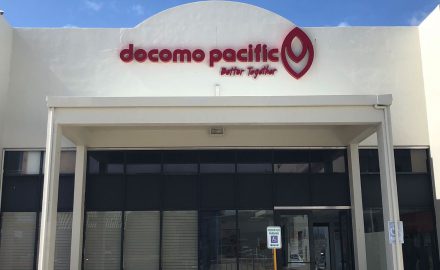 docomo pacific
Better Together